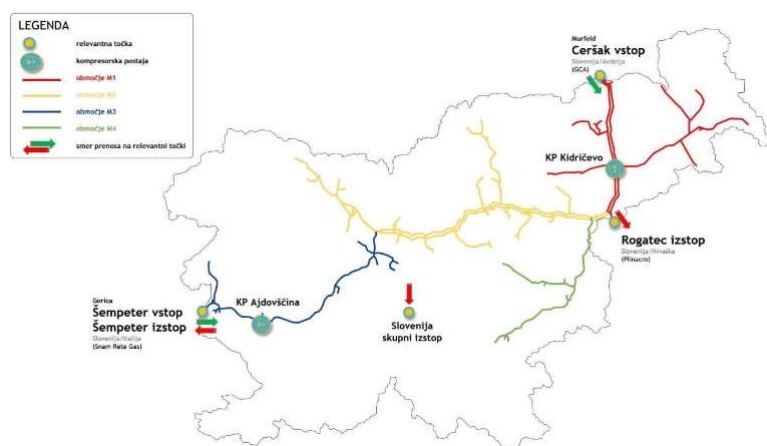 LEGENDA
relevantna točka
kompresorska postaja
območje M1
območje M2
območje M3
območje M4
smer prenosa na relevantni točki
Murfeld
Ceršak vstop
Slovenija/Avstrija
(GCA)
KP Kidričevo
Rogatec izstop
Slovenija/Hrvaška
(Plinacro)
Gorica
Šempeter vstop
Šempeter izstop
Slovenija/Italija
(Snam Rete Gas)
KP Ajdovščina
Slovenija
skupni izstop